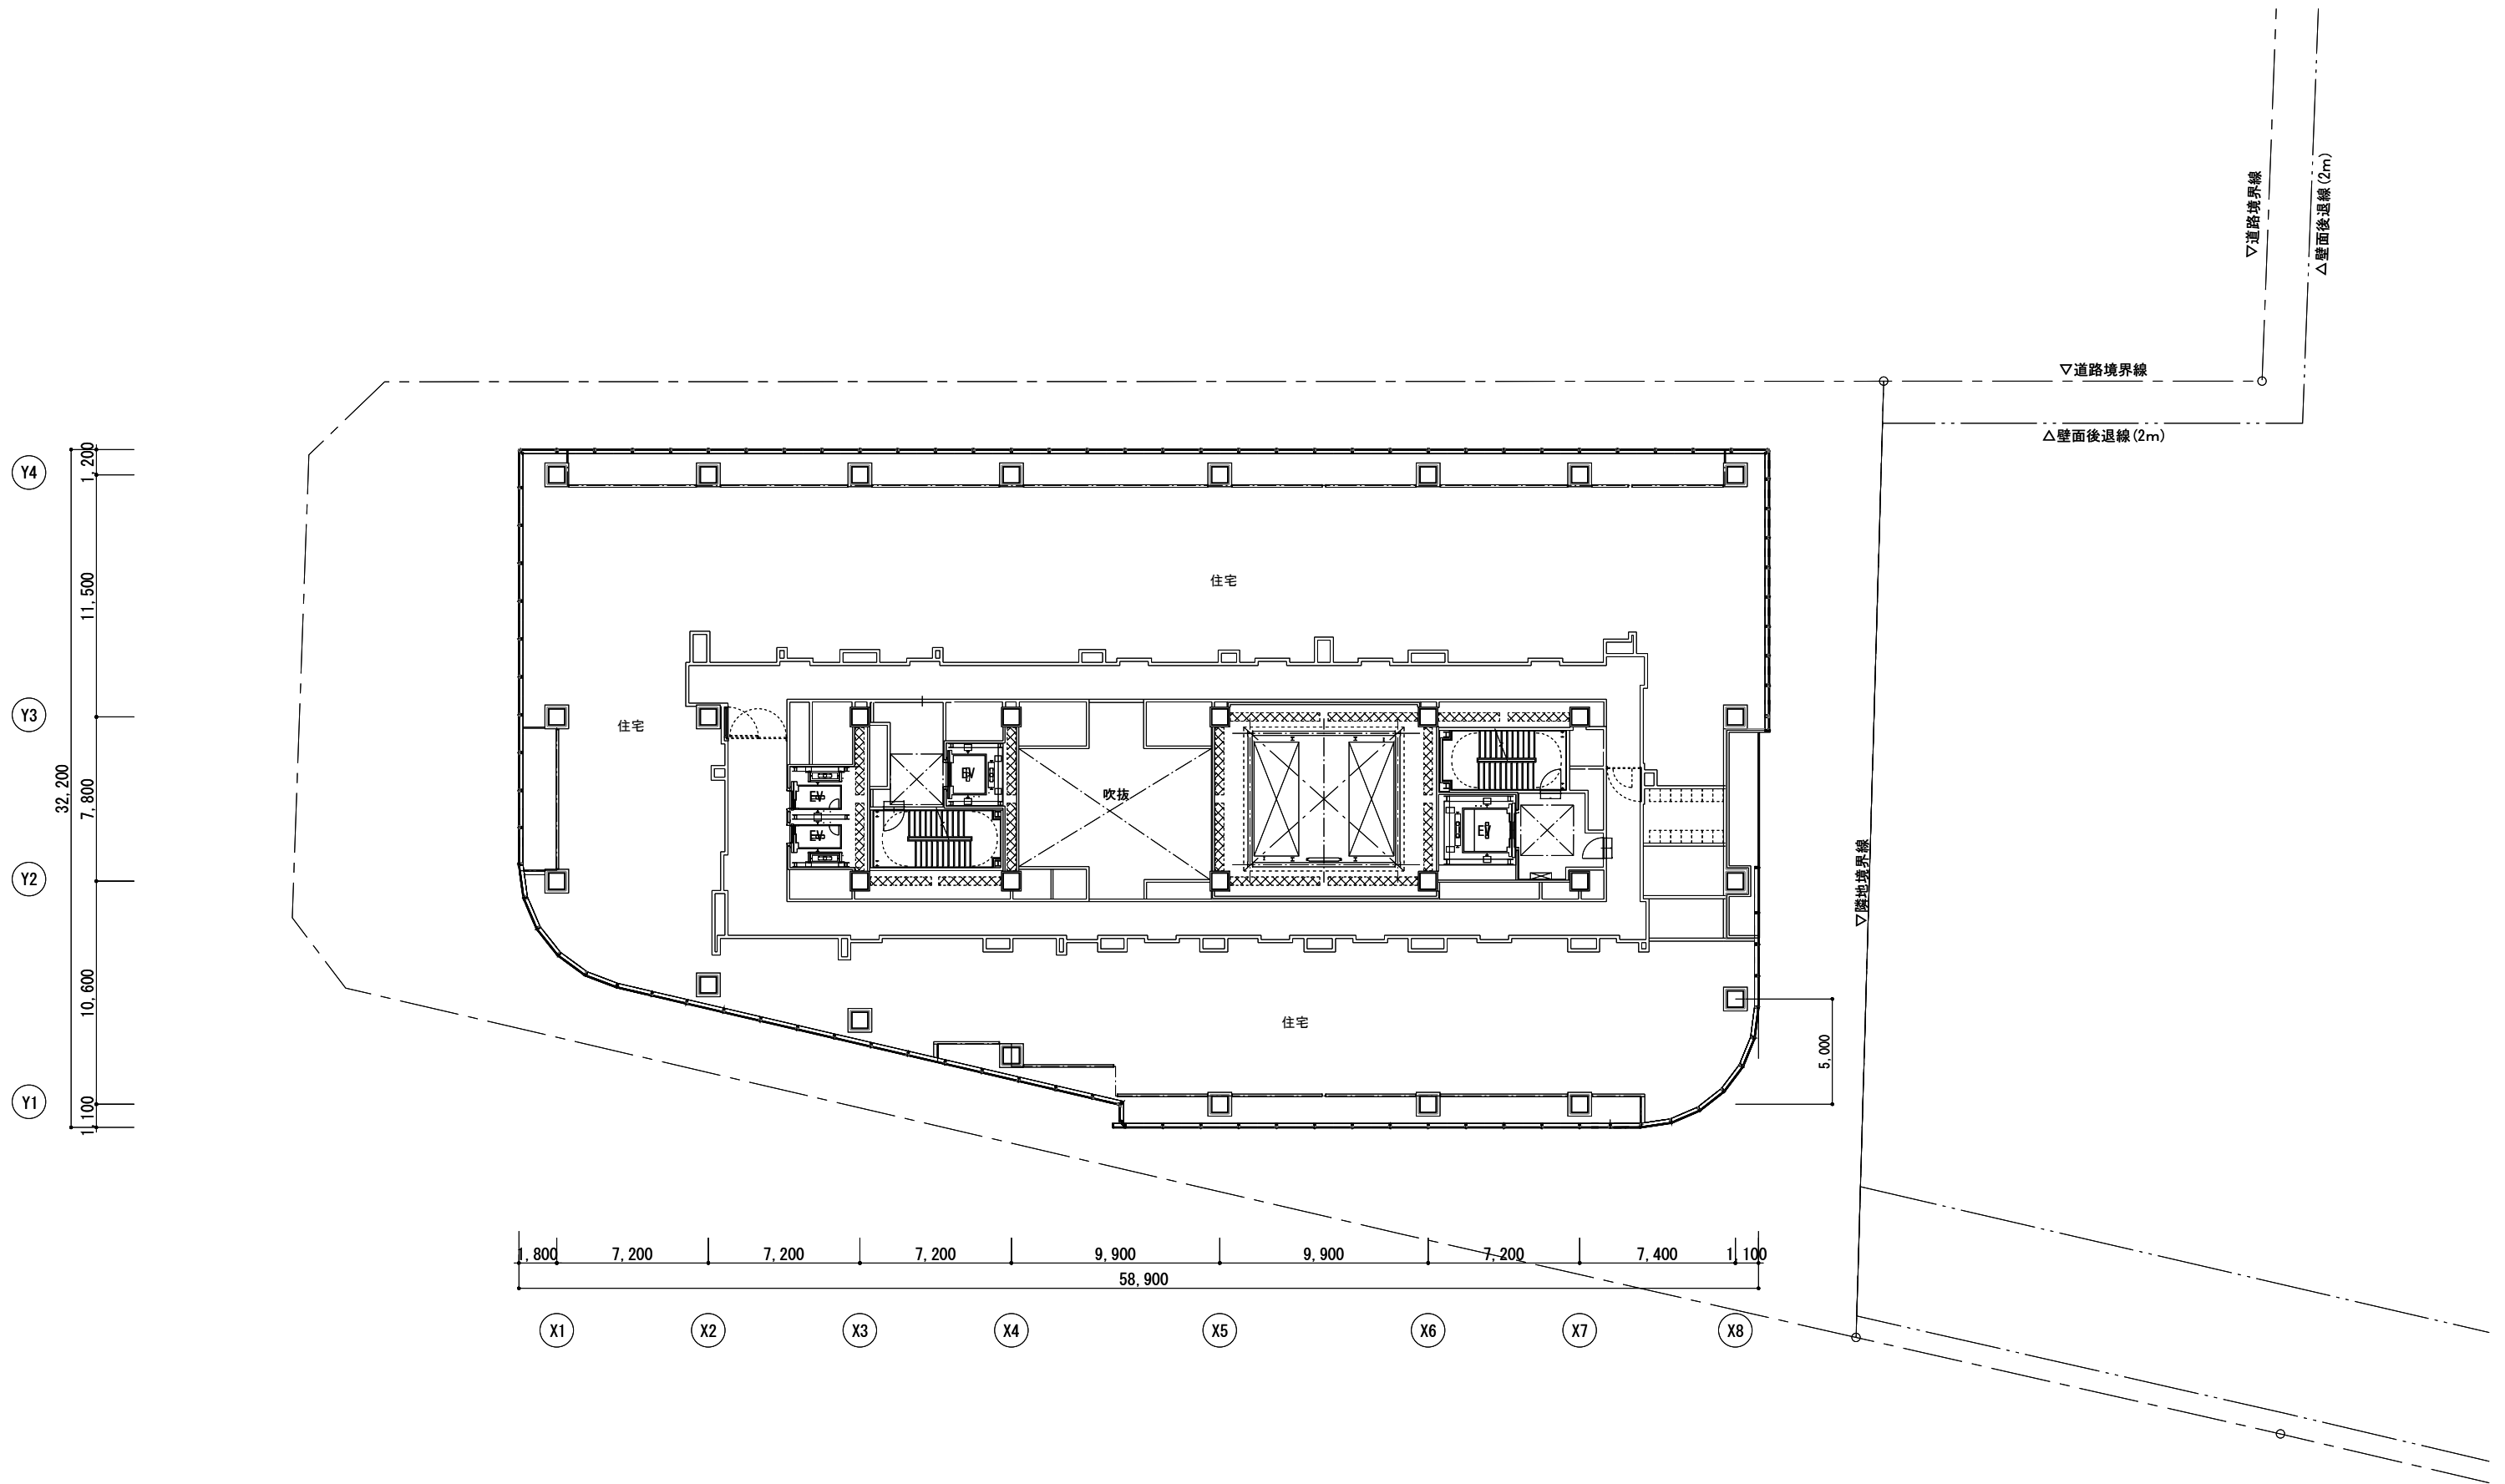 ▽道路境界線
△壁面後退線(2m)
▽道路境界線
△壁面後退線(2m)
Y4
1,200
11,500
住宅
Y3
住宅
32,200
7,800
EV
EV
EV
吹抜
EV
Y2
▽隣地境界線
10,600
住宅
5,000
Y1
1,100
1,800
7,200
7,200
7,200
9,900
9,900
7,200
7,400
1,100
58,900
X1
X2
X3
X4
X5
X6
X7
X8